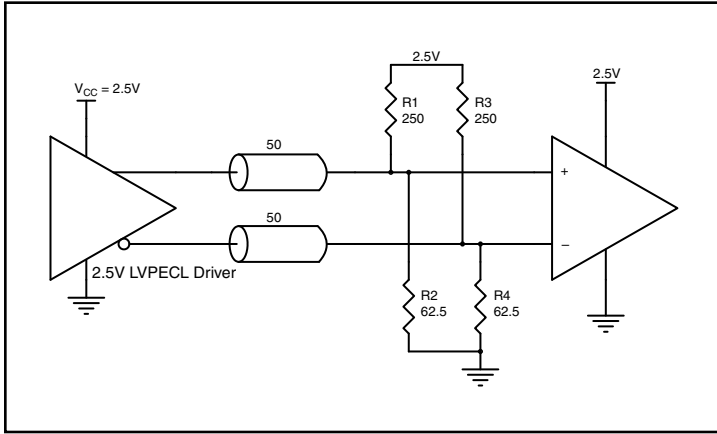 2.5V
V_CC = 2.5V
2.5V
R1
250
R3
250
50
+
50
−
2.5V LVPECL Driver
R2
62.5
R4
62.5